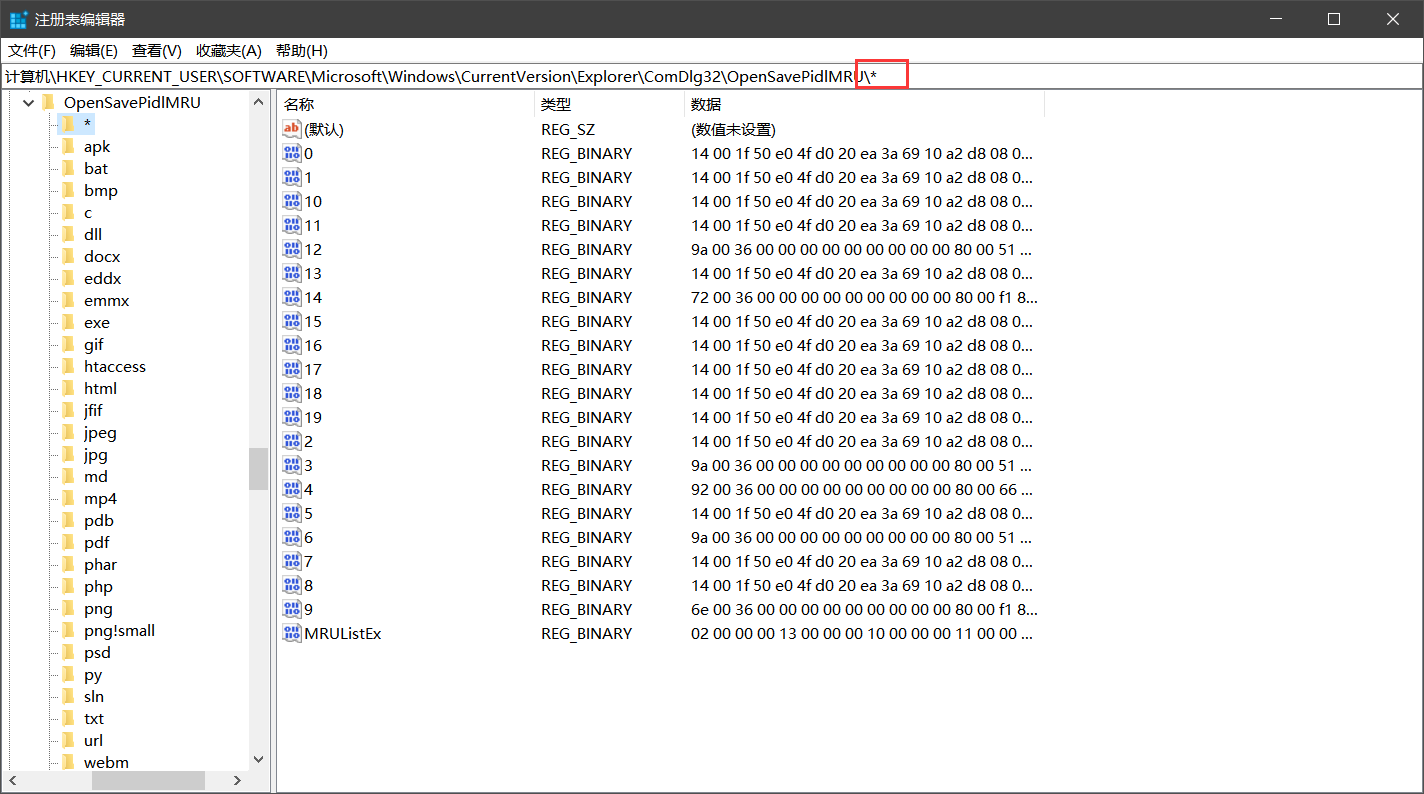 注册表编辑器
文件(F) 编辑(E) 查看(V) 收藏夹(A) 帮助(H)
计算机\HKEY_CURRENT_USER\SOFTWARE\Microsoft\Windows\CurrentVersion\Explorer\ComDlg32\OpenSavePidlMRU\*
OpenSavePidlMRU
*
apk
bat
bmp
c
dll
docx
eddx
emmx
exe
gif
htaccess
html
jfif
jpeg
jpg
md
mp4
pdb
pdf
phar
php
png
png!small
psd
py
sln
txt
url
webm
名称 类型 数据
ab (默认) REG_SZ (数值未设置)
0 REG_BINARY 14 00 1f 50 e0 4f d0 20 ea 3a 69 10 a2 d8 08 0...
1 REG_BINARY 14 00 1f 50 e0 4f d0 20 ea 3a 69 10 a2 d8 08 0...
10 REG_BINARY 14 00 1f 50 e0 4f d0 20 ea 3a 69 10 a2 d8 08 0...
11 REG_BINARY 14 00 1f 50 e0 4f d0 20 ea 3a 69 10 a2 d8 08 0...
12 REG_BINARY 9a 00 36 00 00 00 00 00 00 00 00 00 80 00 51 ...
13 REG_BINARY 14 00 1f 50 e0 4f d0 20 ea 3a 69 10 a2 d8 08 0...
14 REG_BINARY 72 00 36 00 00 00 00 00 00 00 00 00 80 00 f1 8...
15 REG_BINARY 14 00 1f 50 e0 4f d0 20 ea 3a 69 10 a2 d8 08 0...
16 REG_BINARY 14 00 1f 50 e0 4f d0 20 ea 3a 69 10 a2 d8 08 0...
17 REG_BINARY 14 00 1f 50 e0 4f d0 20 ea 3a 69 10 a2 d8 08 0...
18 REG_BINARY 14 00 1f 50 e0 4f d0 20 ea 3a 69 10 a2 d8 08 0...
19 REG_BINARY 14 00 1f 50 e0 4f d0 20 ea 3a 69 10 a2 d8 08 0...
2 REG_BINARY 14 00 1f 50 e0 4f d0 20 ea 3a 69 10 a2 d8 08 0...
3 REG_BINARY 9a 00 36 00 00 00 00 00 00 00 00 00 80 00 51 ...
4 REG_BINARY 92 00 36 00 00 00 00 00 00 00 00 00 80 00 66 ...
5 REG_BINARY 14 00 1f 50 e0 4f d0 20 ea 3a 69 10 a2 d8 08 0...
6 REG_BINARY 9a 00 36 00 00 00 00 00 00 00 00 00 80 00 51 ...
7 REG_BINARY 14 00 1f 50 e0 4f d0 20 ea 3a 69 10 a2 d8 08 0...
8 REG_BINARY 14 00 1f 50 e0 4f d0 20 ea 3a 69 10 a2 d8 08 0...
9 REG_BINARY 6e 00 36 00 00 00 00 00 00 00 00 00 80 00 f1 8...
MRUListEx REG_BINARY 02 00 00 00 13 00 00 00 10 00 00 00 11 00 00 ...